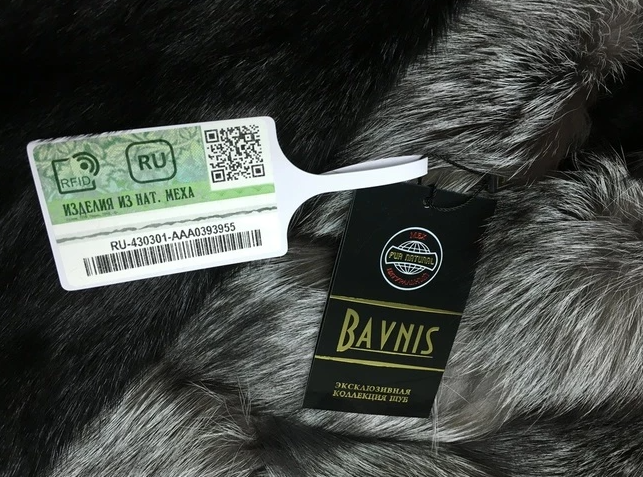 RFID
RU
ИЗДЕЛИЯ ИЗ НАТ. МЕХА
RU-430301-AAA0393955
FUR NATURAL
BAVNIS
ЭКСКЛЮЗИВНАЯ
КОЛЛЕКЦИЯ ШУБ